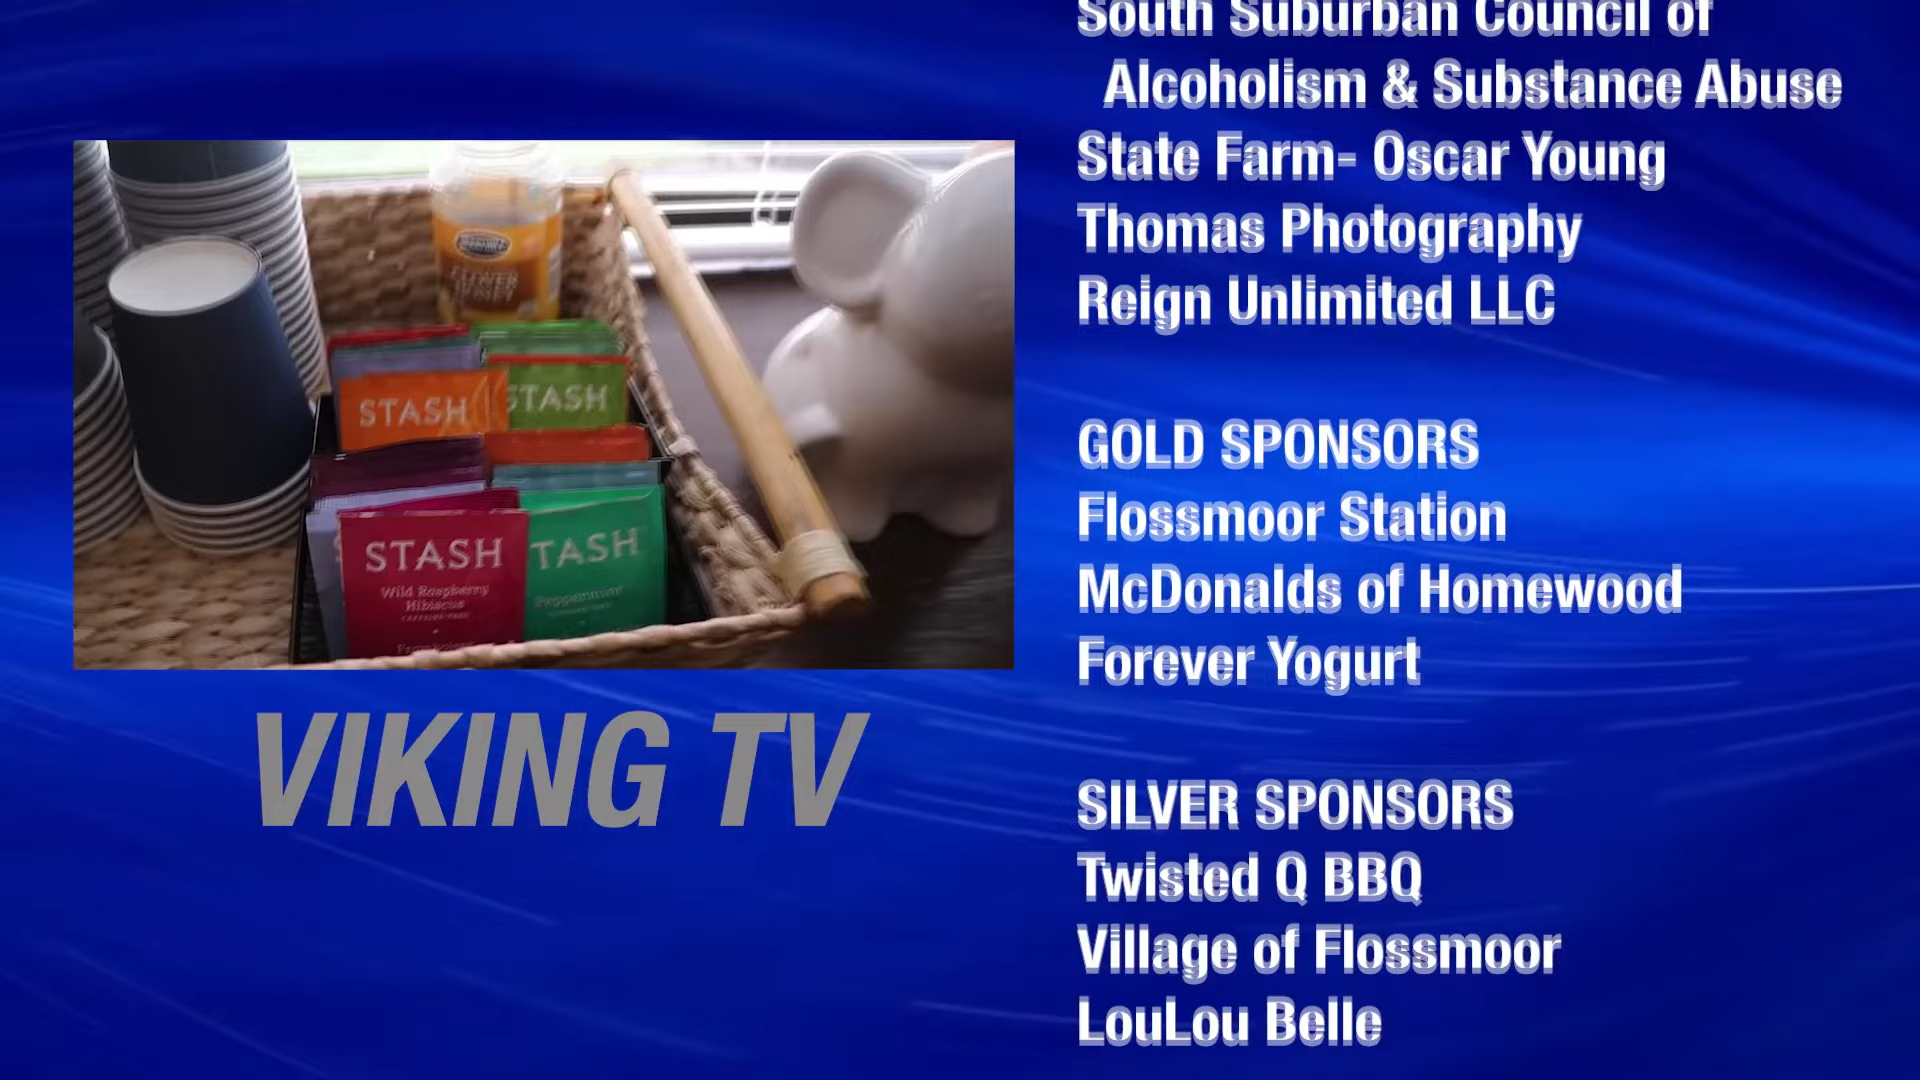 South Suburban Council of
Alcoholism & Substance Abuse
State Farm- Oscar Young
Thomas Photography
Reign Unlimited LLC
GOLD SPONSORS
Flossmoor Station
McDonalds of Homewood
Forever Yogurt
SILVER SPONSORS
Twisted Q BBQ
Village of Flossmoor
LouLou Belle
STASH
STASH
STASH
Wild Raspberry
Hibiscus
TASH
Peppermint
VIKING TV